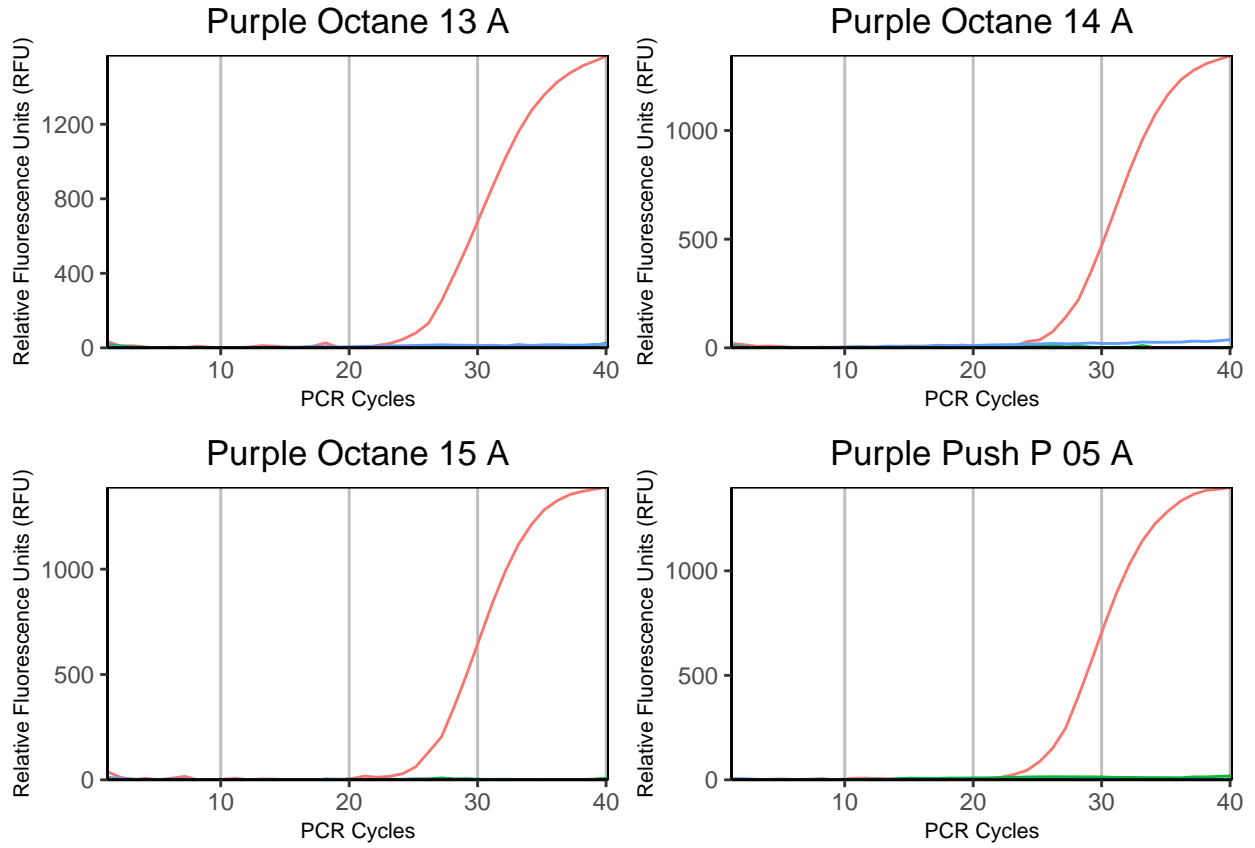 Purple Octane 13 A
Relative Fluorescence Units (RFU)
1200
800
400
0
10 20 30 40
PCR Cycles
Purple Octane 14 A
Relative Fluorescence Units (RFU)
1000
500
0
10 20 30 40
PCR Cycles
Purple Octane 15 A
Relative Fluorescence Units (RFU)
1000
500
0
10 20 30 40
PCR Cycles
Purple Push P 05 A
Relative Fluorescence Units (RFU)
1000
500
0
10 20 30 40
PCR Cycles